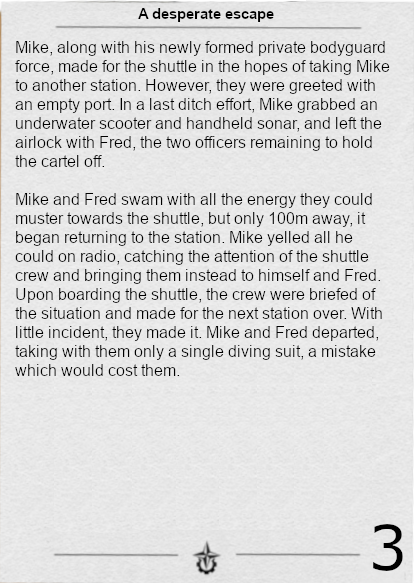 A desperate escape
Mike, along with his newly formed private bodyguard
force, made for the shuttle in the hopes of taking Mike
to another station. However, they were greeted with
an empty port. In a last ditch effort, Mike grabbed an
underwater scooter and handheld sonar, and left the
airlock with Fred, the two officers remaining to hold
the cartel off.
Mike and Fred swam with all the energy they could
muster towards the shuttle, but only 100m away, it
began returning to the station. Mike yelled all he
could on radio, catching the attention of the shuttle
crew and bringing them instead to himself and Fred.
Upon boarding the shuttle, the crew were briefed of
the situation and made for the next station over. With
little incident, they made it. Mike and Fred departed,
taking with them only a single diving suit, a mistake
which would cost them.
3